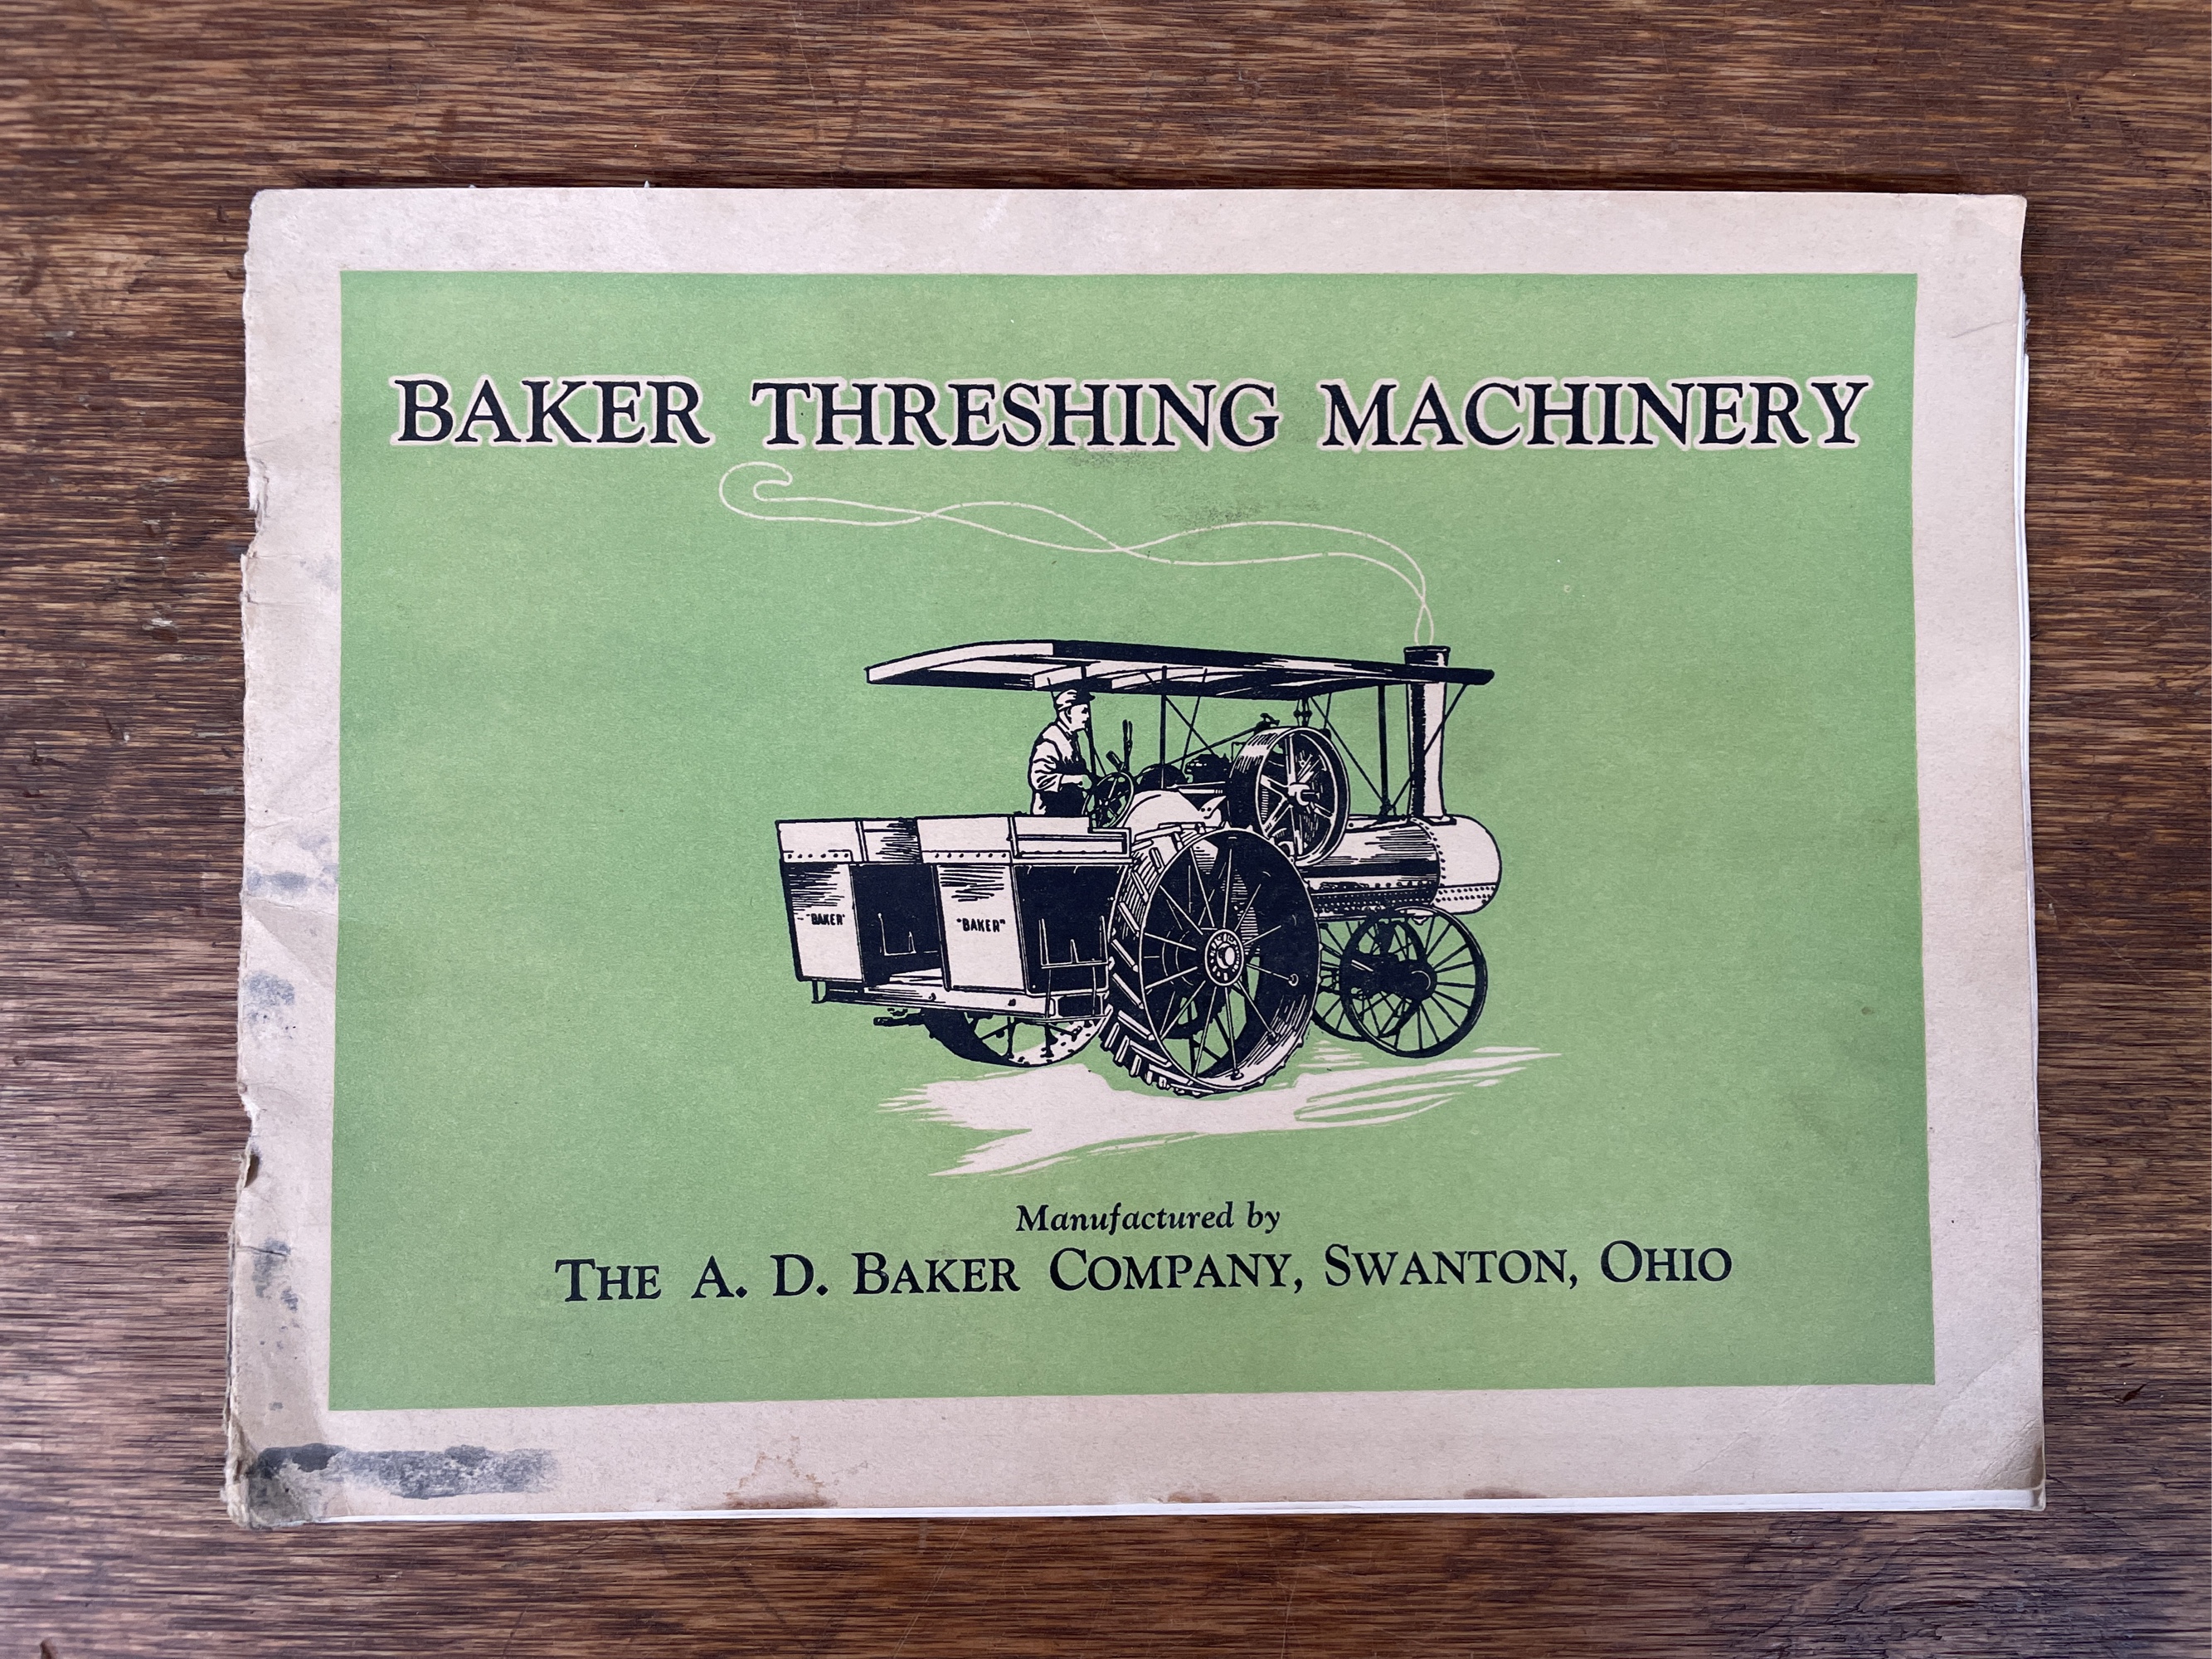 BAKER THRESHING MACHINERY
"BAKER"
"BAKER"
Manufactured by
THE A. D. BAKER COMPANY, SWANTON, OHIO